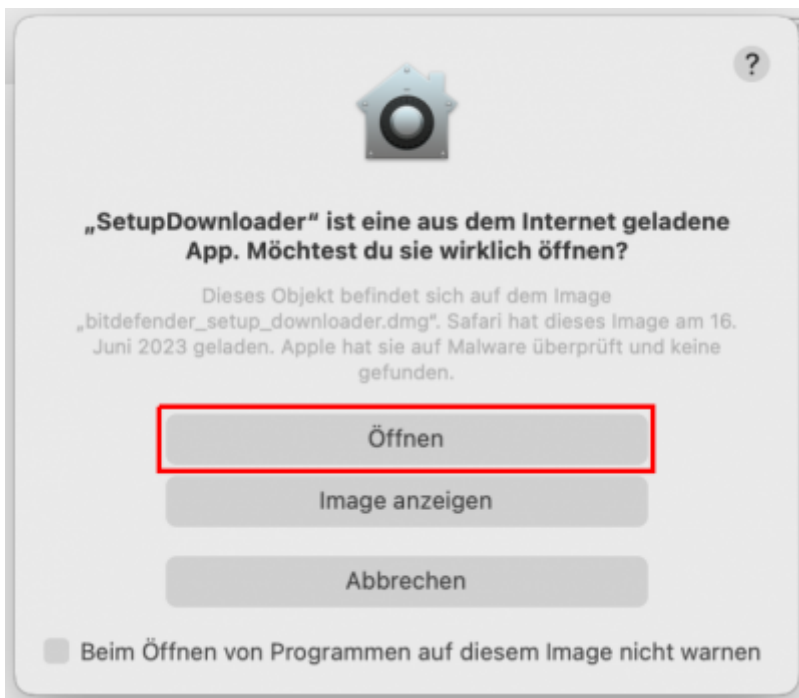 ?
„SetupDownloader“ ist eine aus dem Internet geladene
App. Möchtest du sie wirklich öffnen?
Dieses Objekt befindet sich auf dem Image
„bitdefender_setup_downloader.dmg“. Safari hat dieses Image am 16.
Juni 2023 geladen. Apple hat sie auf Malware überprüft und keine
gefunden.
Öffnen
Image anzeigen
Abbrechen
Beim Öffnen von Programmen auf diesem Image nicht warnen